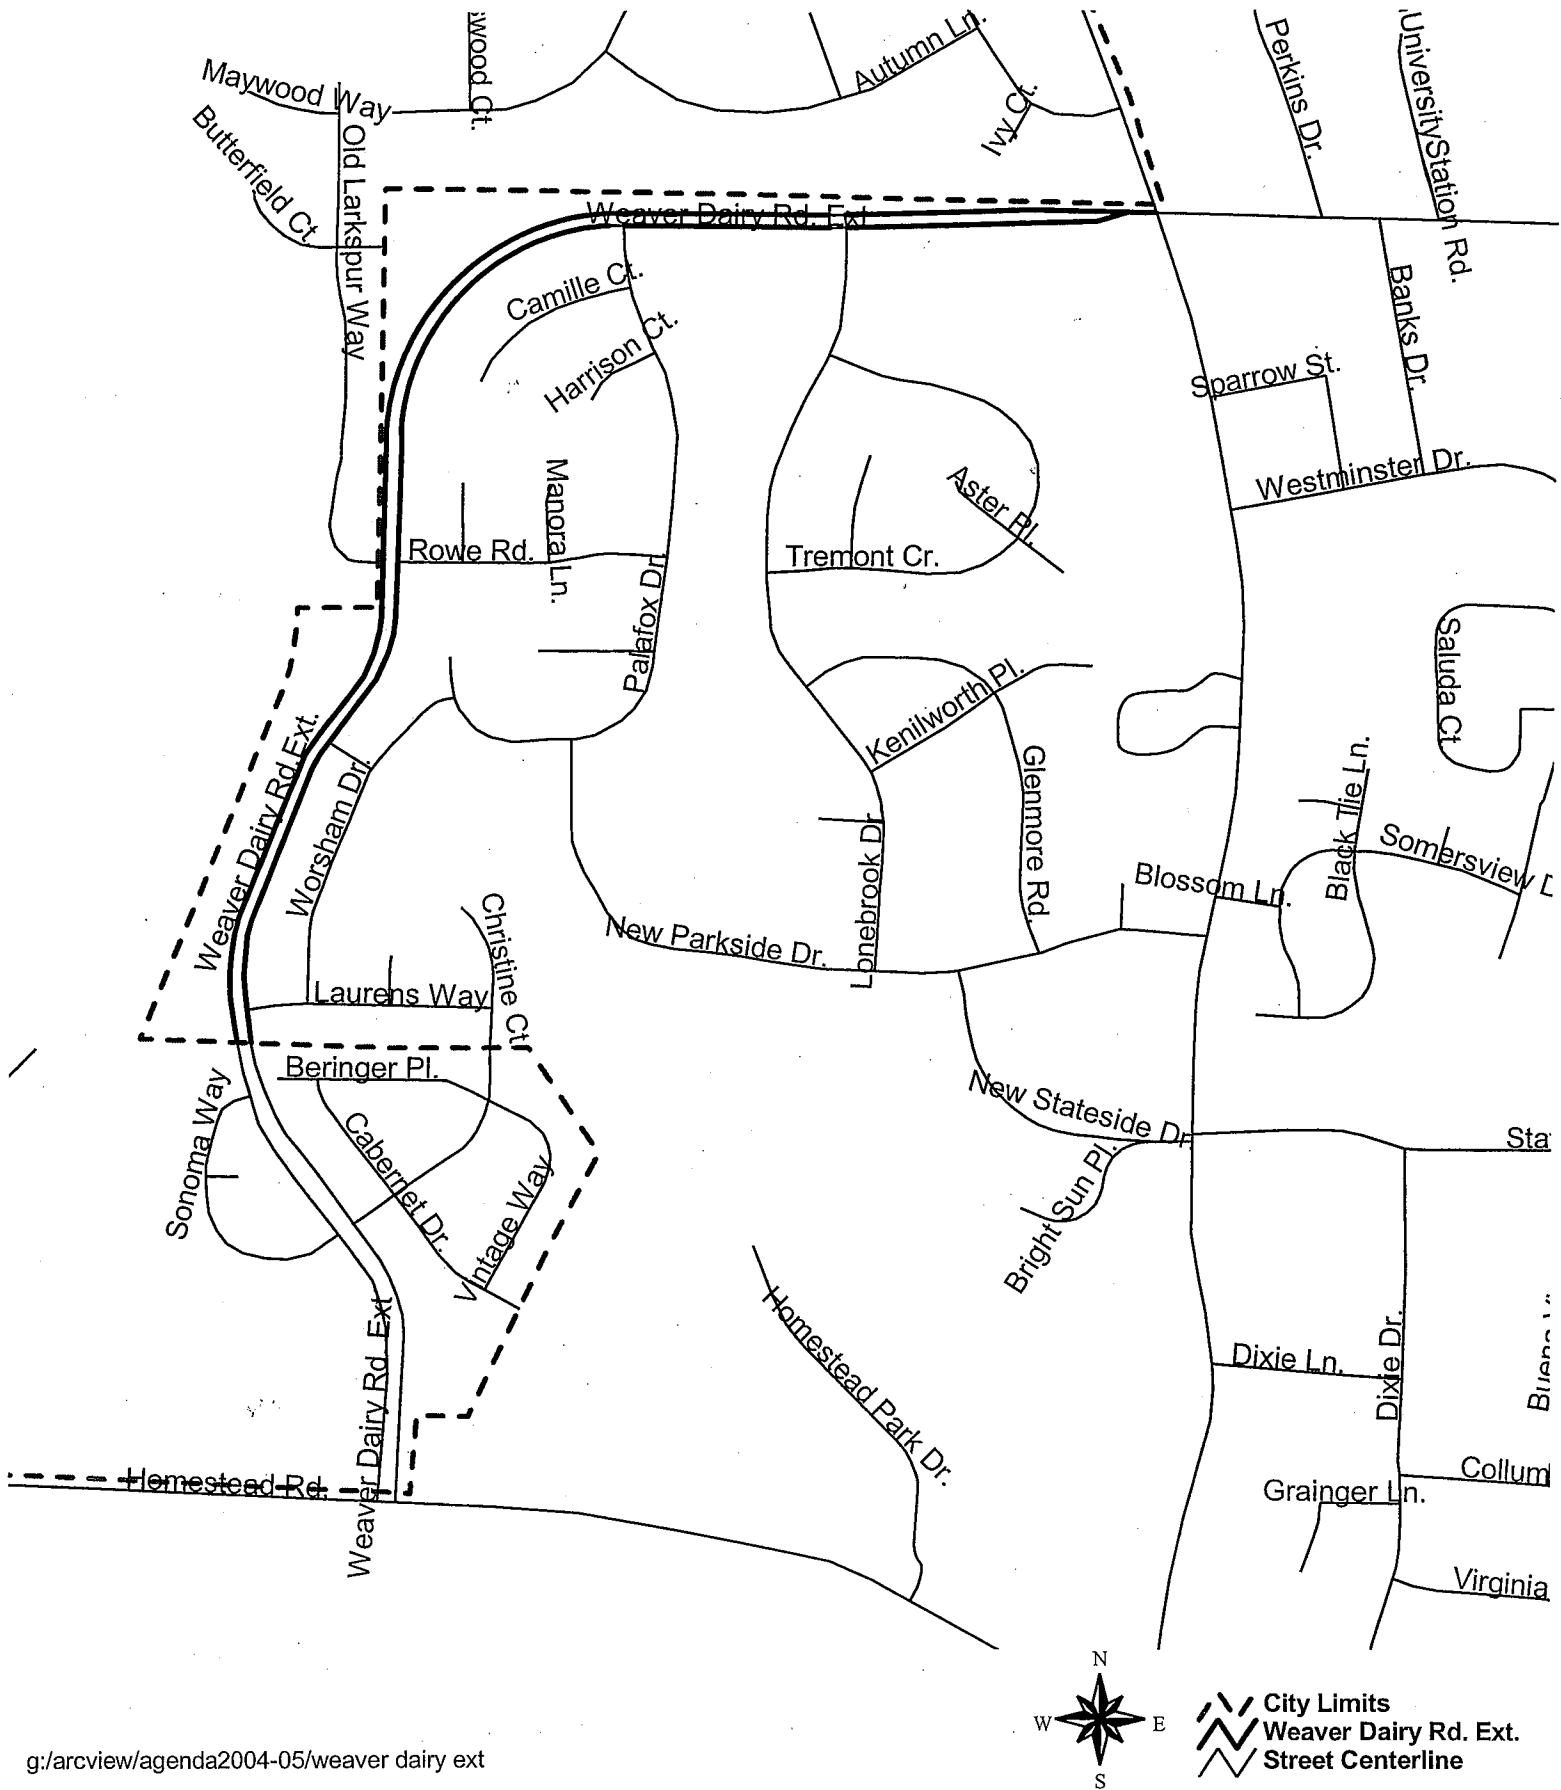 Maywood Way
wood Ct.
Autumn Ln.
Perkins Dr.
UniversityStation Rd.
Butterfield Ct
Old Larkspur Way
Ivy Ct.
Weaver Dairy Rd. Ext
Camille Ct.
Harrison Ct.
Banks Dr.
Sparrow St.
Westminster Dr.
Manora Ln.
Aster Pl.
Rowe Rd.
Tremont Cr.
Palafox Dr
Saluda Ct
Kenilworth Pl.
Weaver Dairy Rd.Ext.
Worsham Dr.
Glenmore Rd.
Black Tie Ln.
Somersview D
Lonebrook Dr
Blossom Ln.
Christine Ct.
New Parkside Dr.
Laurens Way
Beringer Pl.
Sonoma Way
Cabernet Dr.
Vintage Way
New Stateside Dr
Sta
Bright Sun Pl.
Homestead Park Dr.
Weaver Dairy Rd Ext
Dixie Ln.
Dixie Dr.
Homestead Rd.
Grainger Ln.
Collum
Virginia
N
W
E
S
City Limits
Weaver Dairy Rd. Ext.
Street Centerline
g:/arcview/agenda2004-05/weaver dairy ext